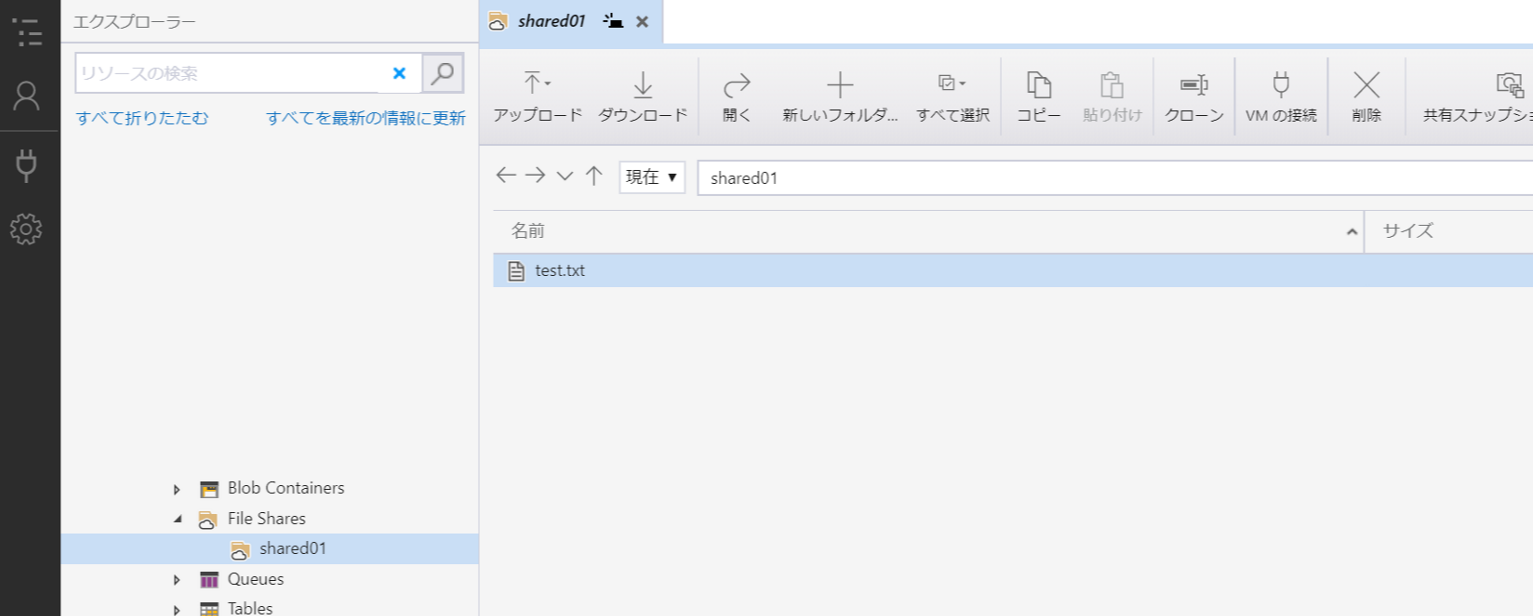 エクスプローラー
リソースの検索
すべて折りたたむ すべてを最新の情報に更新
Blob Containers
File Shares
shared01
Queues
Tables
shared01
アップロード ダウンロード 開く 新しいフォルダ... すべて選択 コピー 貼り付け クローン VM の接続 削除 共有スナップショ
現在 shared01
名前 サイズ
test.txt